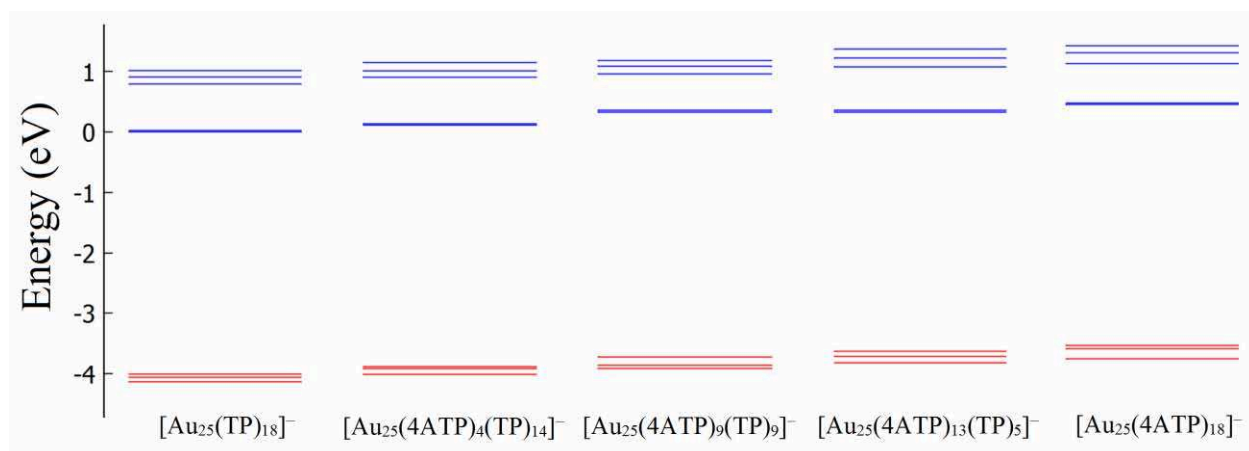 Energy (eV)
1
0
-1
-2
-3
-4
[Au₂₅(TP)₁₈]⁻
[Au₂₅(4ATP)₄(TP)₁₄]⁻
[Au₂₅(4ATP)₉(TP)₉]⁻
[Au₂₅(4ATP)₁₃(TP)₅]⁻
[Au₂₅(4ATP)₁₈]⁻